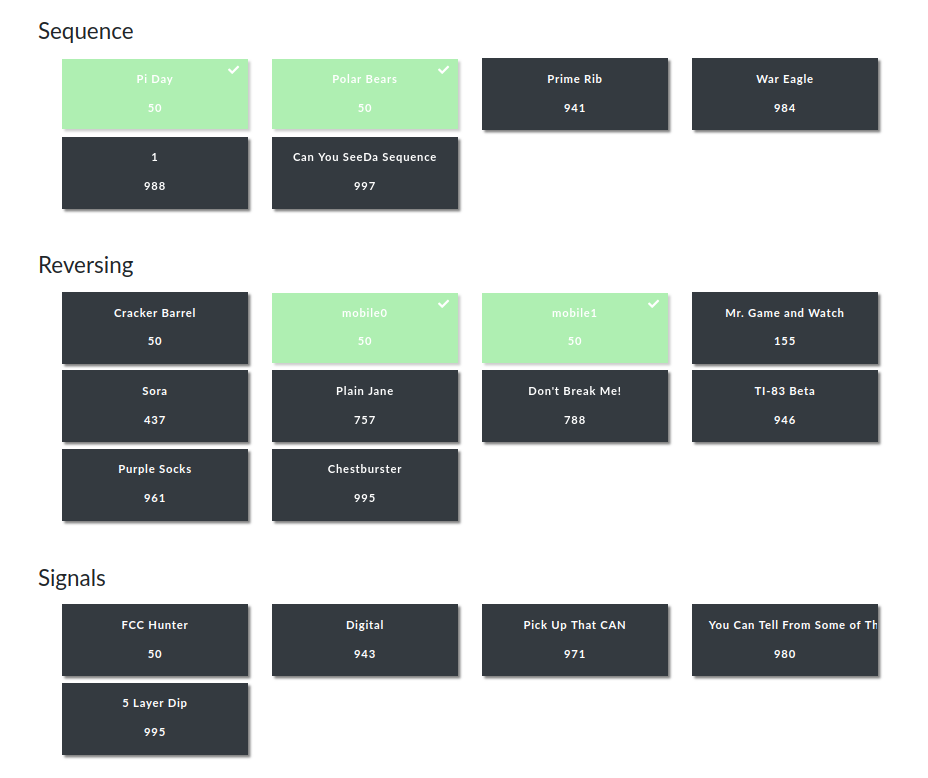 Sequence
Pi Day
50
Polar Bears
50
Prime Rib
941
War Eagle
984
1
988
Can You SeeDa Sequence
997
Reversing
Cracker Barrel
50
mobile0
50
mobile1
50
Mr. Game and Watch
155
Sora
437
Plain Jane
757
Don't Break Me!
788
TI-83 Beta
946
Purple Socks
961
Chestburster
995
Signals
FCC Hunter
50
Digital
943
Pick Up That CAN
971
You Can Tell From Some of Th
980
5 Layer Dip
995